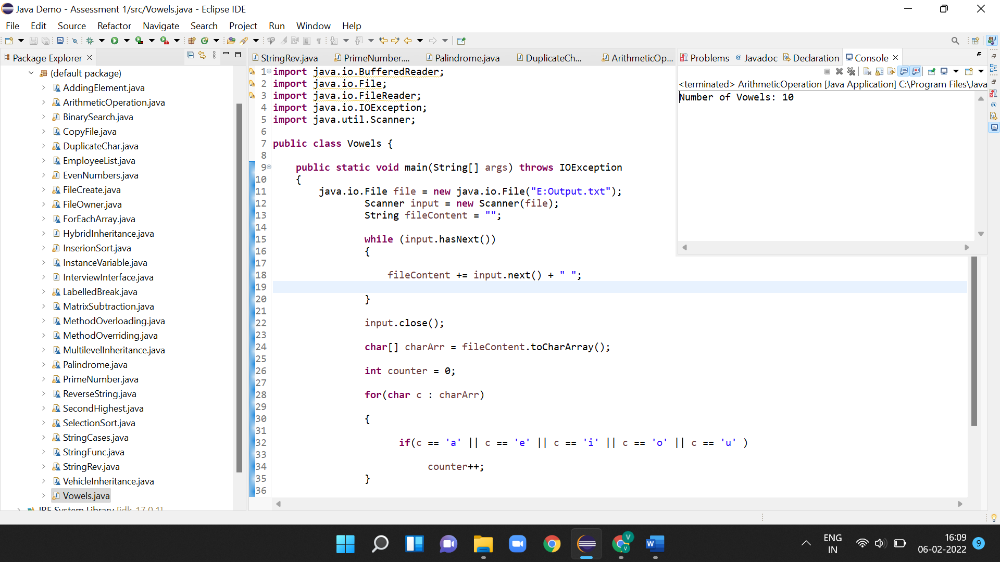 Java Demo - Assessment 1/src/Vowels.java - Eclipse IDE
File Edit Source Refactor Navigate Search Project Run Window Help
Package Explorer
(default package)
AddingElement.java
ArithmeticOperation.java
BinarySearch.java
CopyFile.java
DuplicateChar.java
EmployeeList.java
EvenNumbers.java
FileCreate.java
FileOwner.java
ForEachArray.java
HybridInheritance.java
InserionSort.java
InstanceVariable.java
InterviewInterface.java
LabelledBreak.java
MatrixSubtraction.java
MethodOverloading.java
MethodOverriding.java
MultilevelInheritance.java
Palindrome.java
PrimeNumber.java
ReverseString.java
SecondHighest.java
SelectionSort.java
StringCases.java
StringFunc.java
StringRev.java
VehicleInheritance.java
Vowels.java
JRE System Library [jdk-17.0.1]
StringRev.java PrimeNumber.... Palindrome.java DuplicateCh... ArithmeticOp...
1 import java.io.BufferedReader;
2 import java.io.File;
3 import java.io.FileReader;
4 import java.io.IOException;
5 import java.util.Scanner;
6
7 public class Vowels {
8
9 public static void main(String[] args) throws IOException
10 {
11 java.io.File file = new java.io.File("E:Output.txt");
12 Scanner input = new Scanner(file);
13 String fileContent = "";
14
15 while (input.hasNext())
16 {
17
18 fileContent += input.next() + " ";
19
20 }
21
22 input.close();
23
24 char[] charArr = fileContent.toCharArray();
25
26 int counter = 0;
27
28 for(char c : charArr)
29
30 {
31
32 if(c == 'a' || c == 'e' || c == 'i' || c == 'o' || c == 'u' )
33
34 counter++;
35 }
36
Problems Javadoc Declaration Console
<terminated> ArithmeticOperation [Java Application] C:\Program Files\Java
Number of Vowels: 10
ENG
IN
16:09
06-02-2022
9